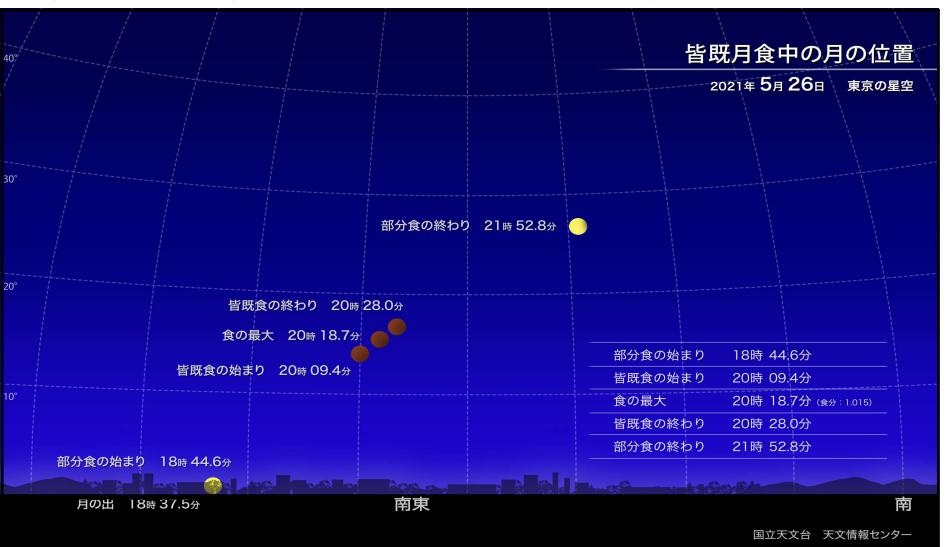 皆既月食中の月の位置
2021年 5月 26日 東京の星空
40°
30°
部分食の終わり 21時 52.8分
20°
皆既食の終わり 20時 28.0分
食の最大 20時 18.7分
皆既食の始まり 20時 09.4分
10°
部分食の始まり 18時 44.6分
皆既食の始まり 20時 09.4分
食の最大 20時 18.7分 (食分：1.015)
皆既食の終わり 20時 28.0分
部分食の終わり 21時 52.8分
部分食の始まり 18時 44.6分
月の出 18時 37.5分
南東
南
国立天文台 天文情報センター